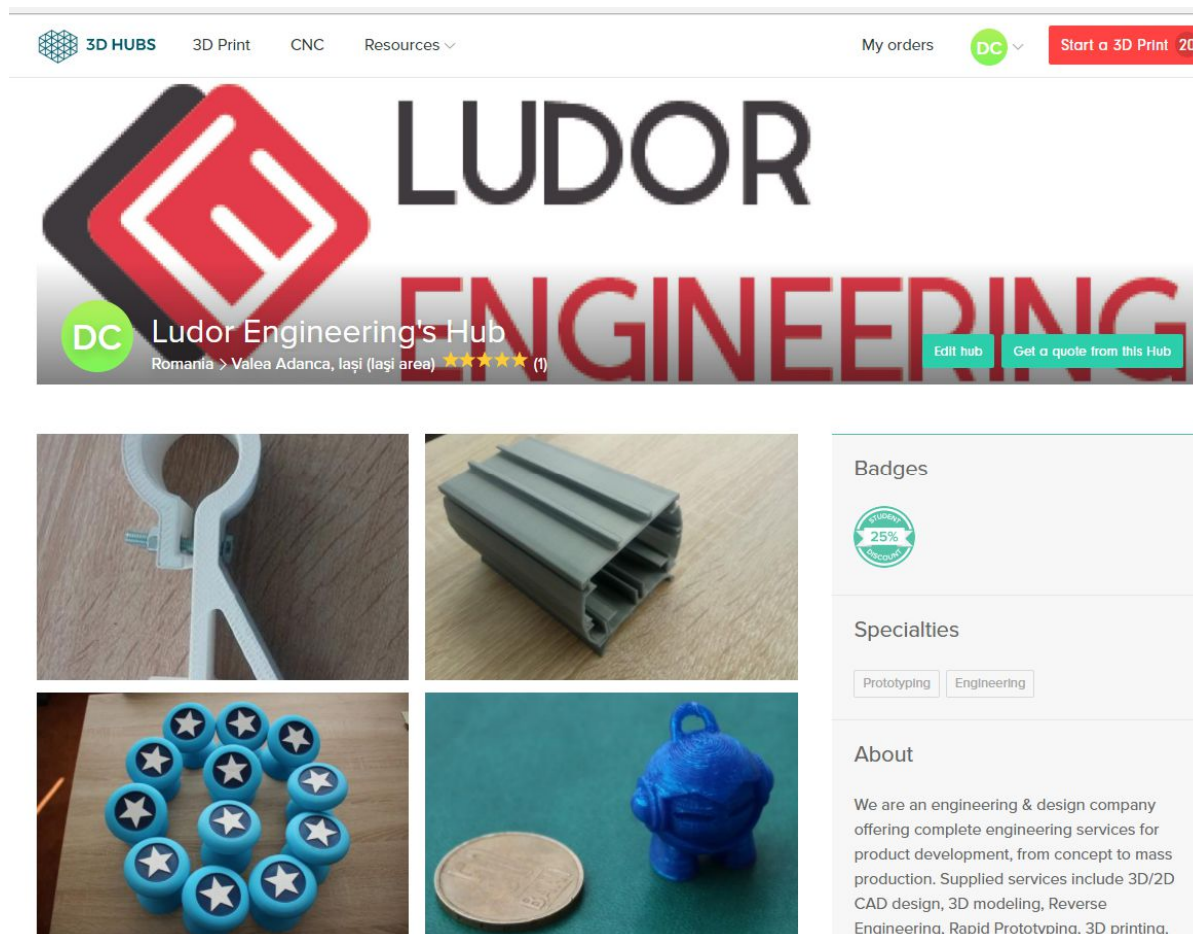 3D HUBS
3D Print
CNC
Resources
My orders
DC
Start a 3D Print 20
LUDOR
ENGINEERING
DC
Ludor Engineering's Hub
Romania > Valea Adanca, Iași (Iași area) (1)
Edit hub
Get a quote from this Hub
Badges
STUDENT
25%
DISCOUNT
Specialties
Prototyping
Engineering
About
We are an engineering & design company
offering complete engineering services for
product development, from concept to mass
production. Supplied services include 3D/2D
CAD design, 3D modeling, Reverse
Engineering, Rapid Prototyping, 3D printing,